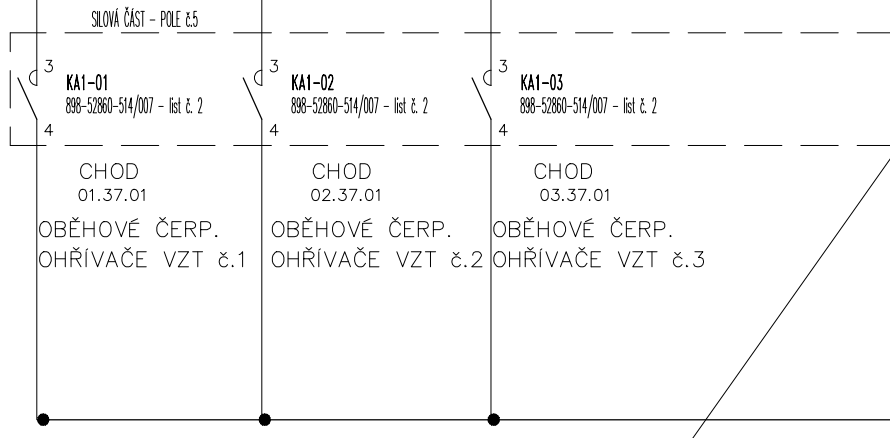 SILOVÁ ČÁST - POLE č.5
3
KA1-01
898-52860-514/007 - list č. 2
4
3
KA1-02
898-52860-514/007 - list č. 2
4
3
KA1-03
898-52860-514/007 - list č. 2
4
CHOD
01.37.01
OBĚHOVÉ ČERP.
OHŘÍVAČE VZT č.1
CHOD
02.37.01
OBĚHOVÉ ČERP.
OHŘÍVAČE VZT č.2
CHOD
03.37.01
OBĚHOVÉ ČERP.
OHŘÍVAČE VZT č.3